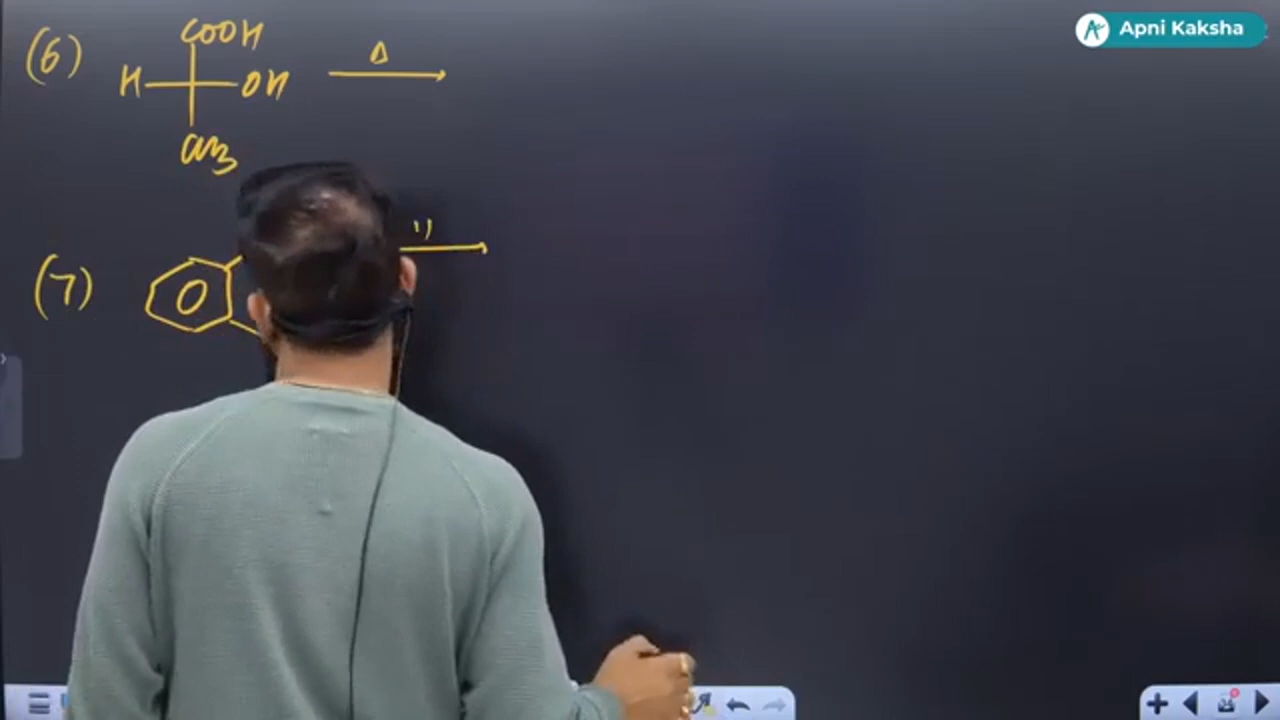 Apni Kaksha
(6)
COOH
H OH
CH3
Δ
(7)
"